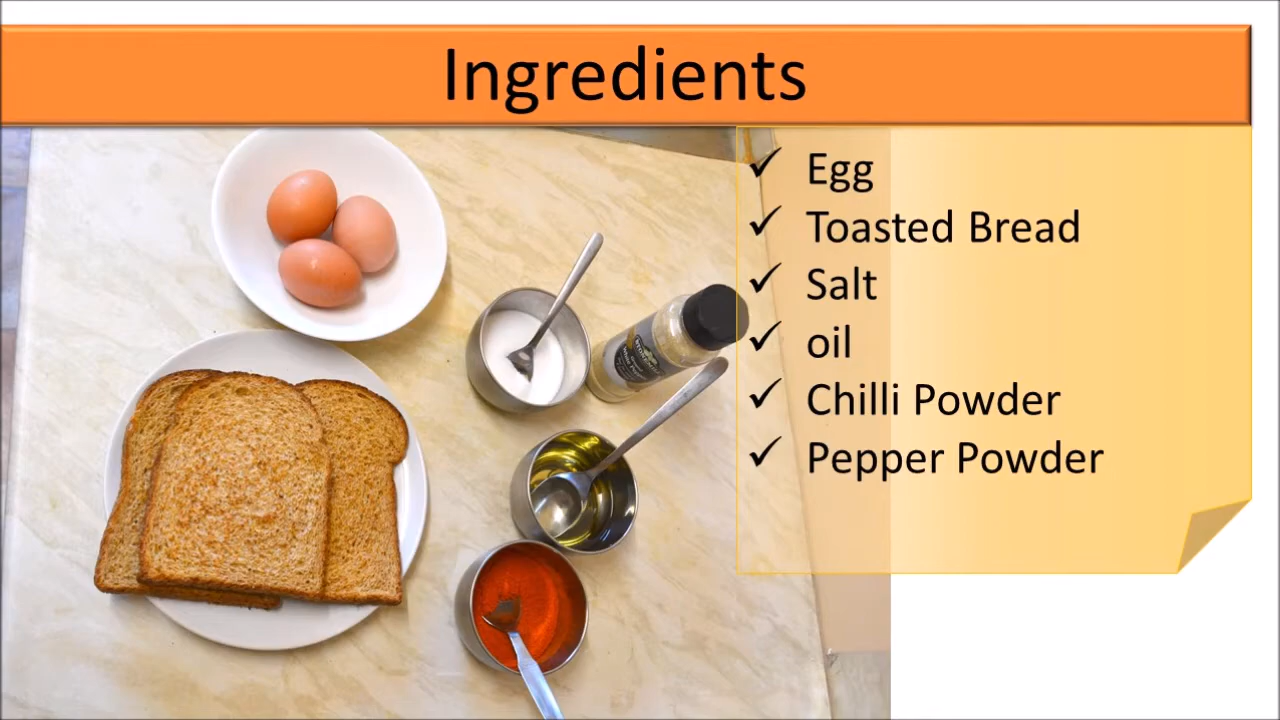 Ingredients
✓ Egg
✓ Toasted Bread
✓ Salt
✓ oil
✓ Chilli Powder
✓ Pepper Powder